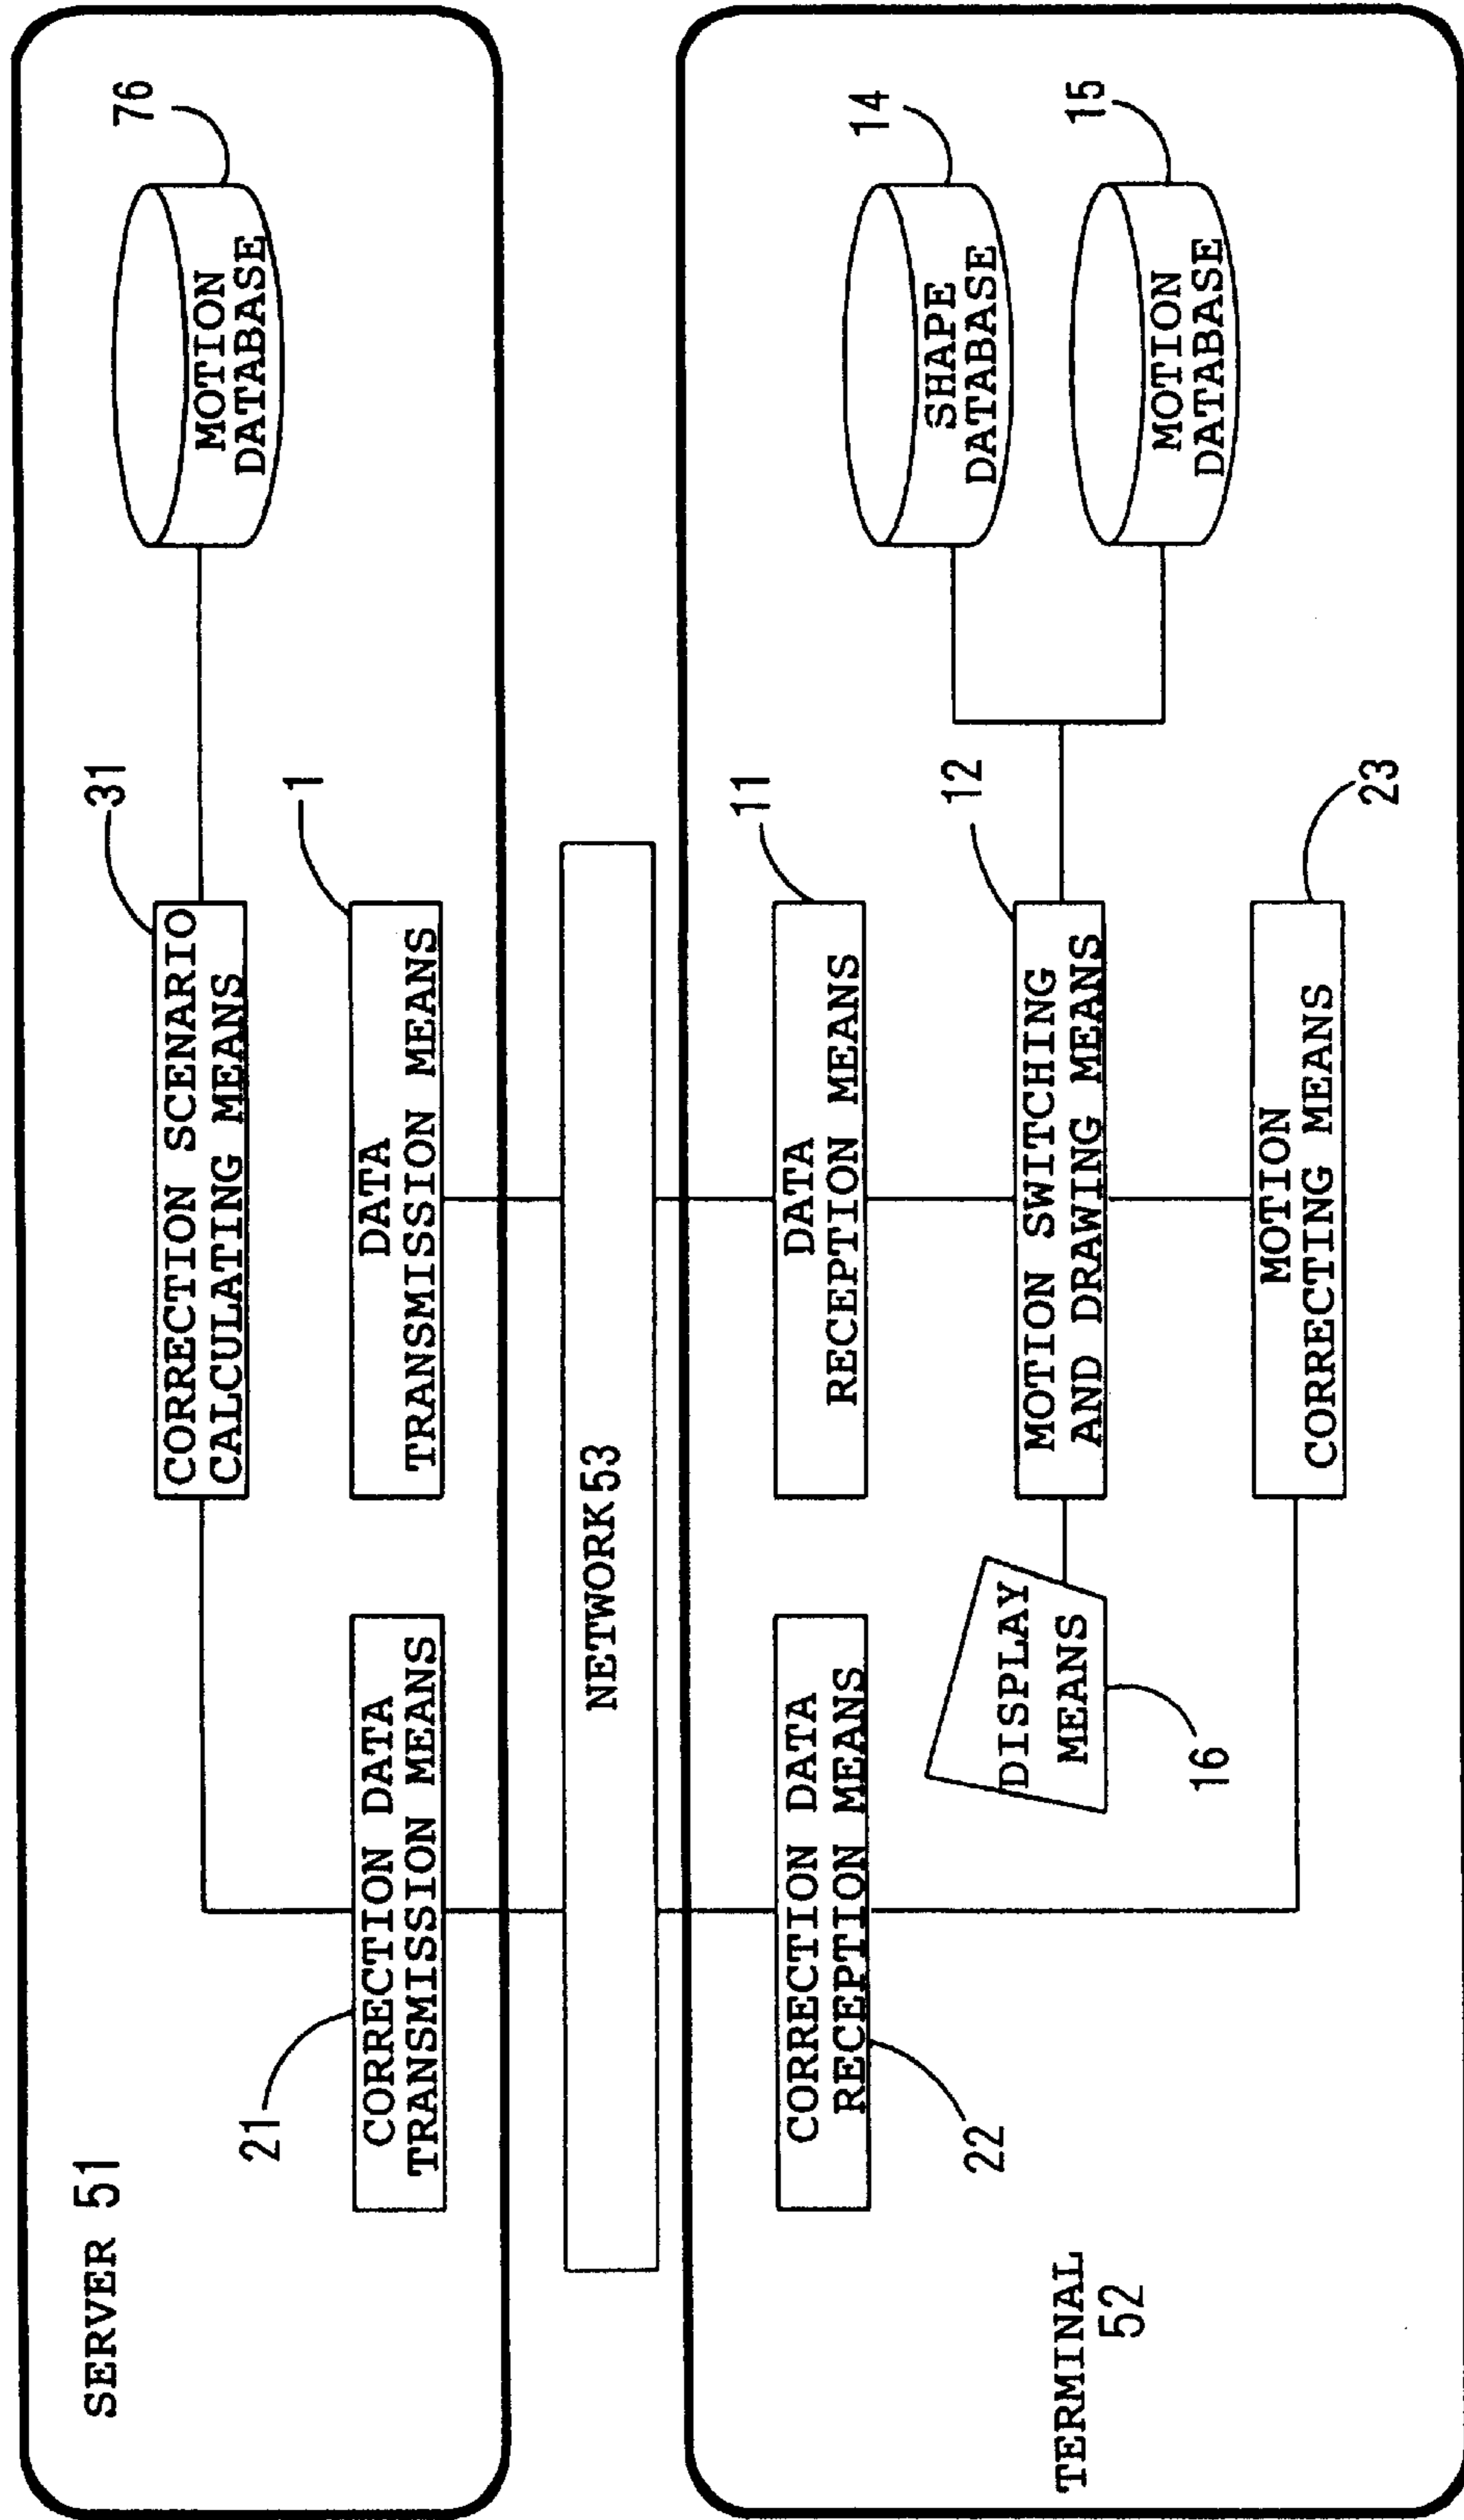 SERVER 51
21
CORRECTION DATA
TRANSMISSION MEANS
31
CORRECTION SCENARIO
CALCULATING MEANS
1
DATA
TRANSMISSION MEANS
76
MOTION
DATABASE
NETWORK 53
TERMINAL
52
22
CORRECTION DATA
RECEPTION MEANS
11
DATA
RECEPTION MEANS
16
DISPLAY
MEANS
12
MOTION SWITCHING
AND DRAWING MEANS
23
MOTION
CORRECTING MEANS
14
SHAPE
DATABASE
15
MOTION
DATABASE